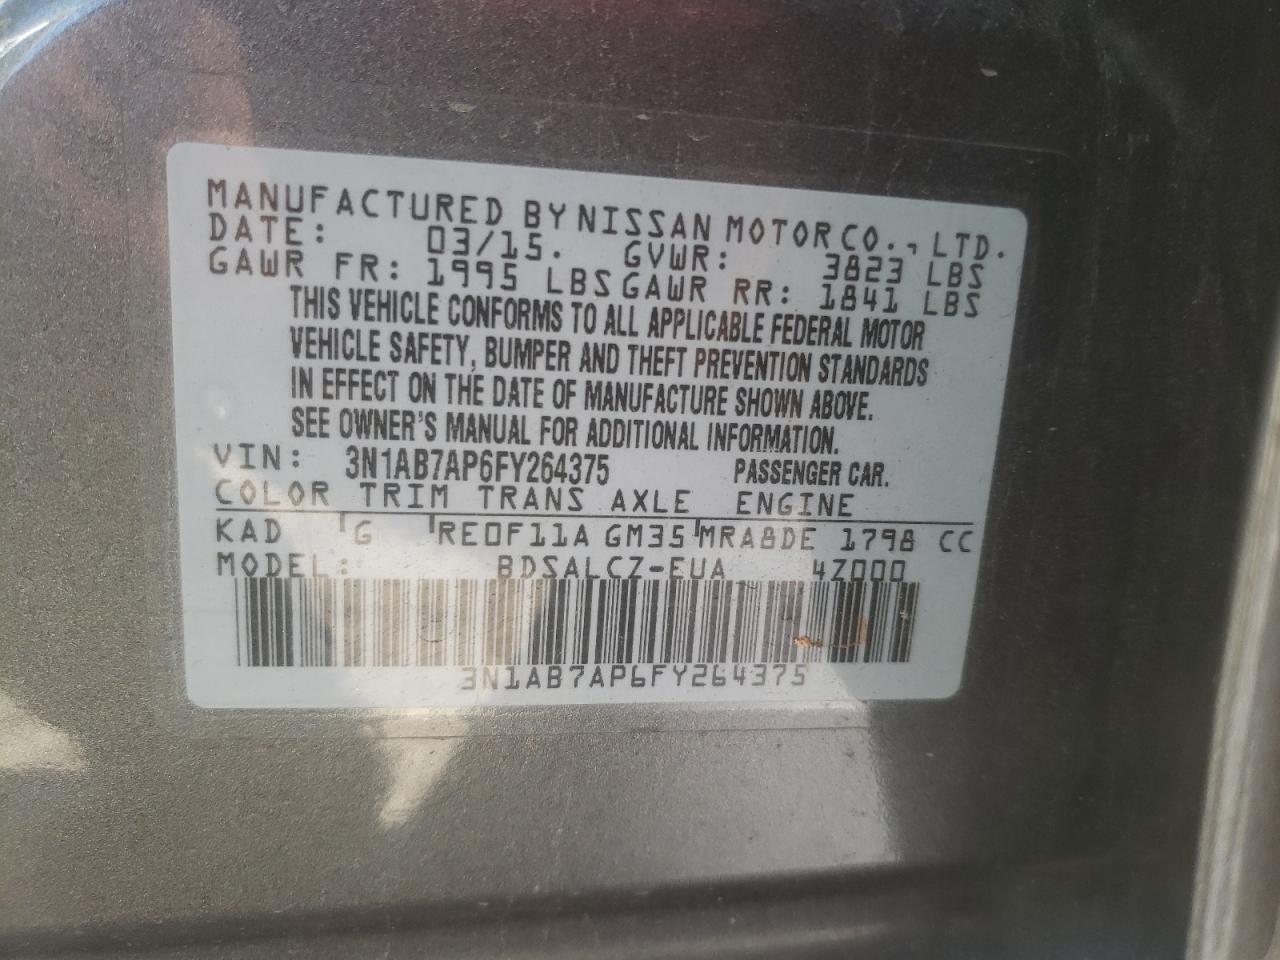 MANUFACTURED BY NISSAN MOTOR CO., LTD.
DATE: 03/15. GVWR: 3823 LBS
GAWR FR: 1995 LBS GAWR RR: 1841 LBS
THIS VEHICLE CONFORMS TO ALL APPLICABLE FEDERAL MOTOR
VEHICLE SAFETY, BUMPER AND THEFT PREVENTION STANDARDS
IN EFFECT ON THE DATE OF MANUFACTURE SHOWN ABOVE.
SEE OWNER'S MANUAL FOR ADDITIONAL INFORMATION.
VIN: 3N1AB7AP6FY264375 PASSENGER CAR.
COLOR TRIM TRANS AXLE ENGINE
KAD G RE0F11A GM35 MRA8DE 1798 CC
MODEL: BDSALCZ-EUA 4Z000
3N1AB7AP6FY264375